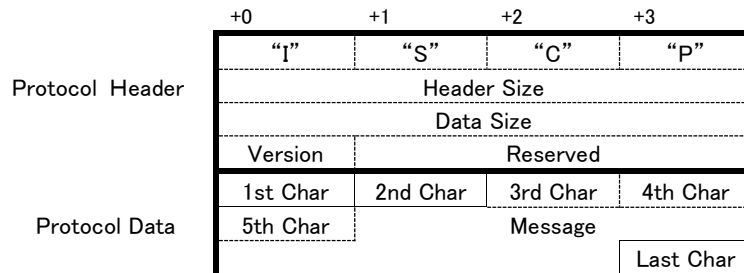 +0 +1 +2 +3
“I” “S” “C” “P”
Protocol Header Header Size
Data Size
Version Reserved
1st Char 2nd Char 3rd Char 4th Char
Protocol Data 5th Char Message
Last Char